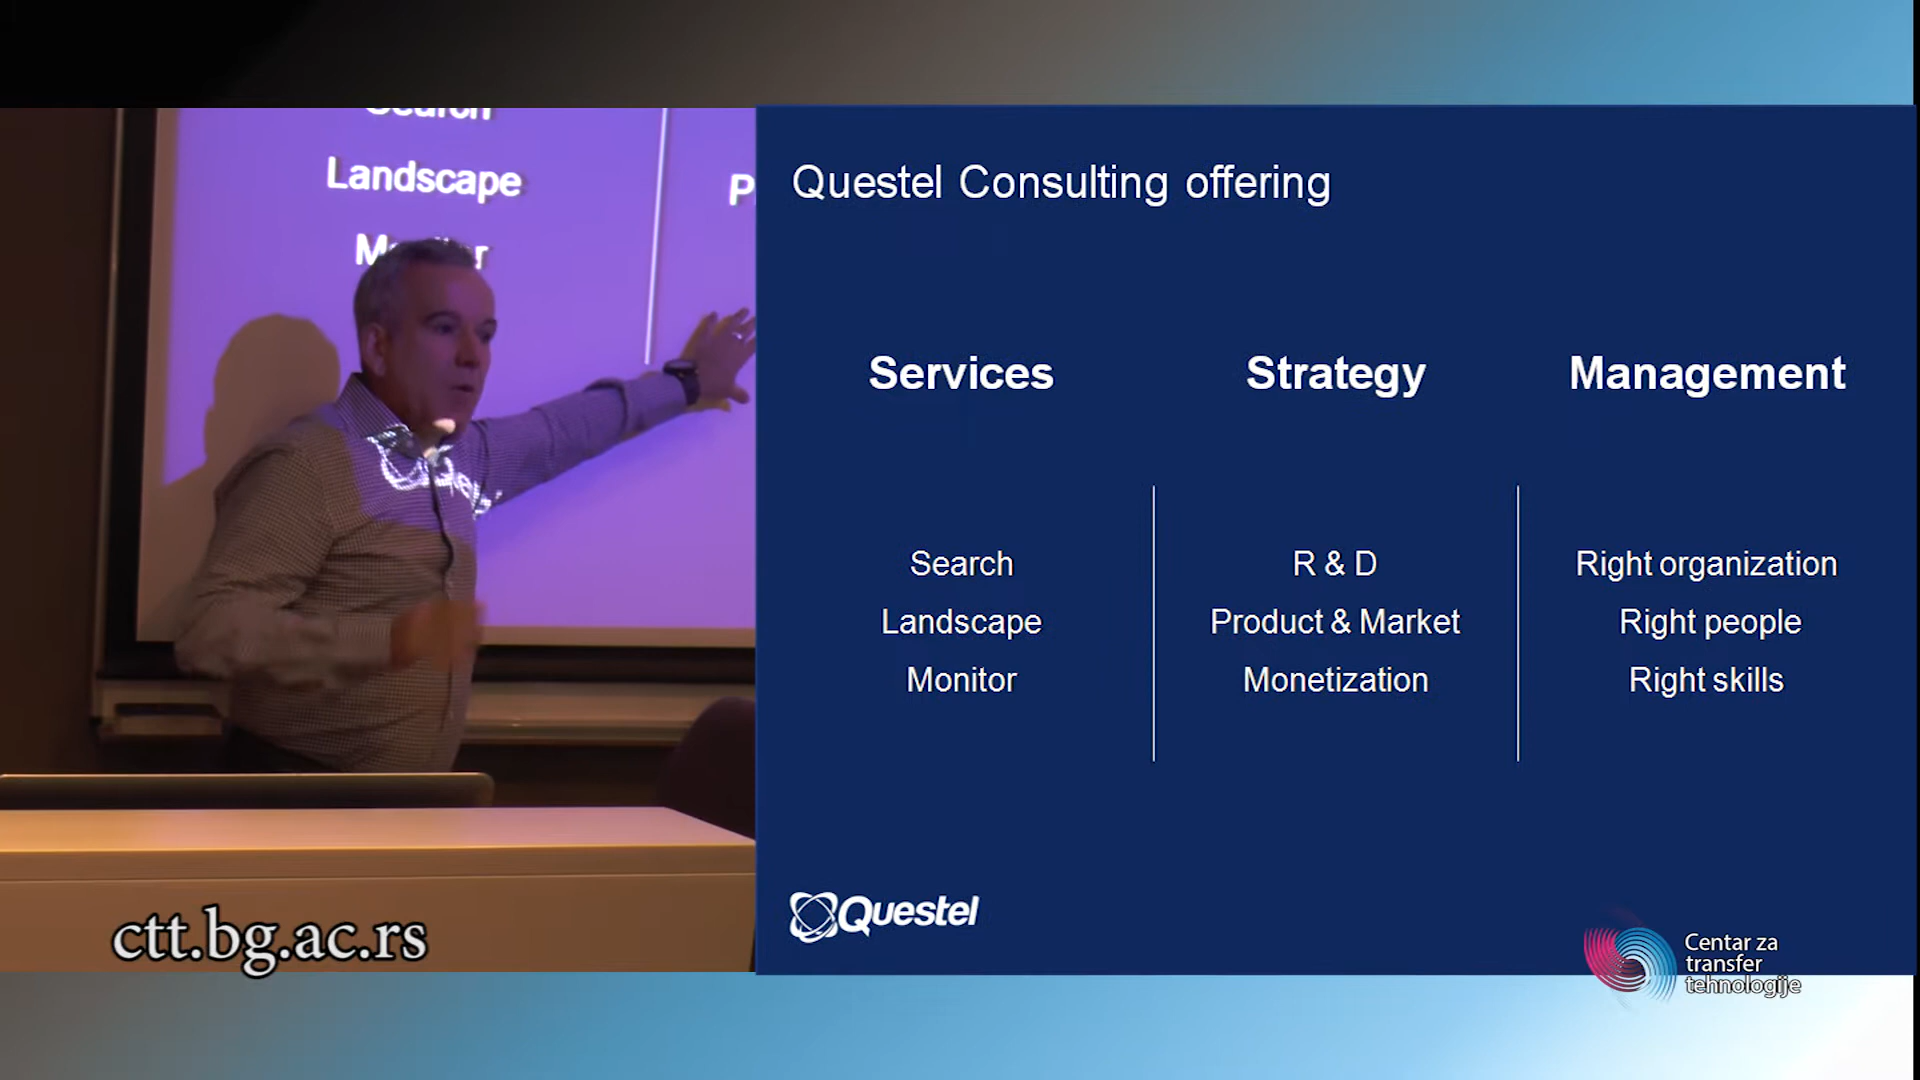 Search
Landscape
Questel Consulting offering
Services
Strategy
Management
Search
Landscape
Monitor
R & D
Product & Market
Monetization
Right organization
Right people
Right skills
Questel
ctt.bg.ac.rs
Centar za
transfer
tehnologije